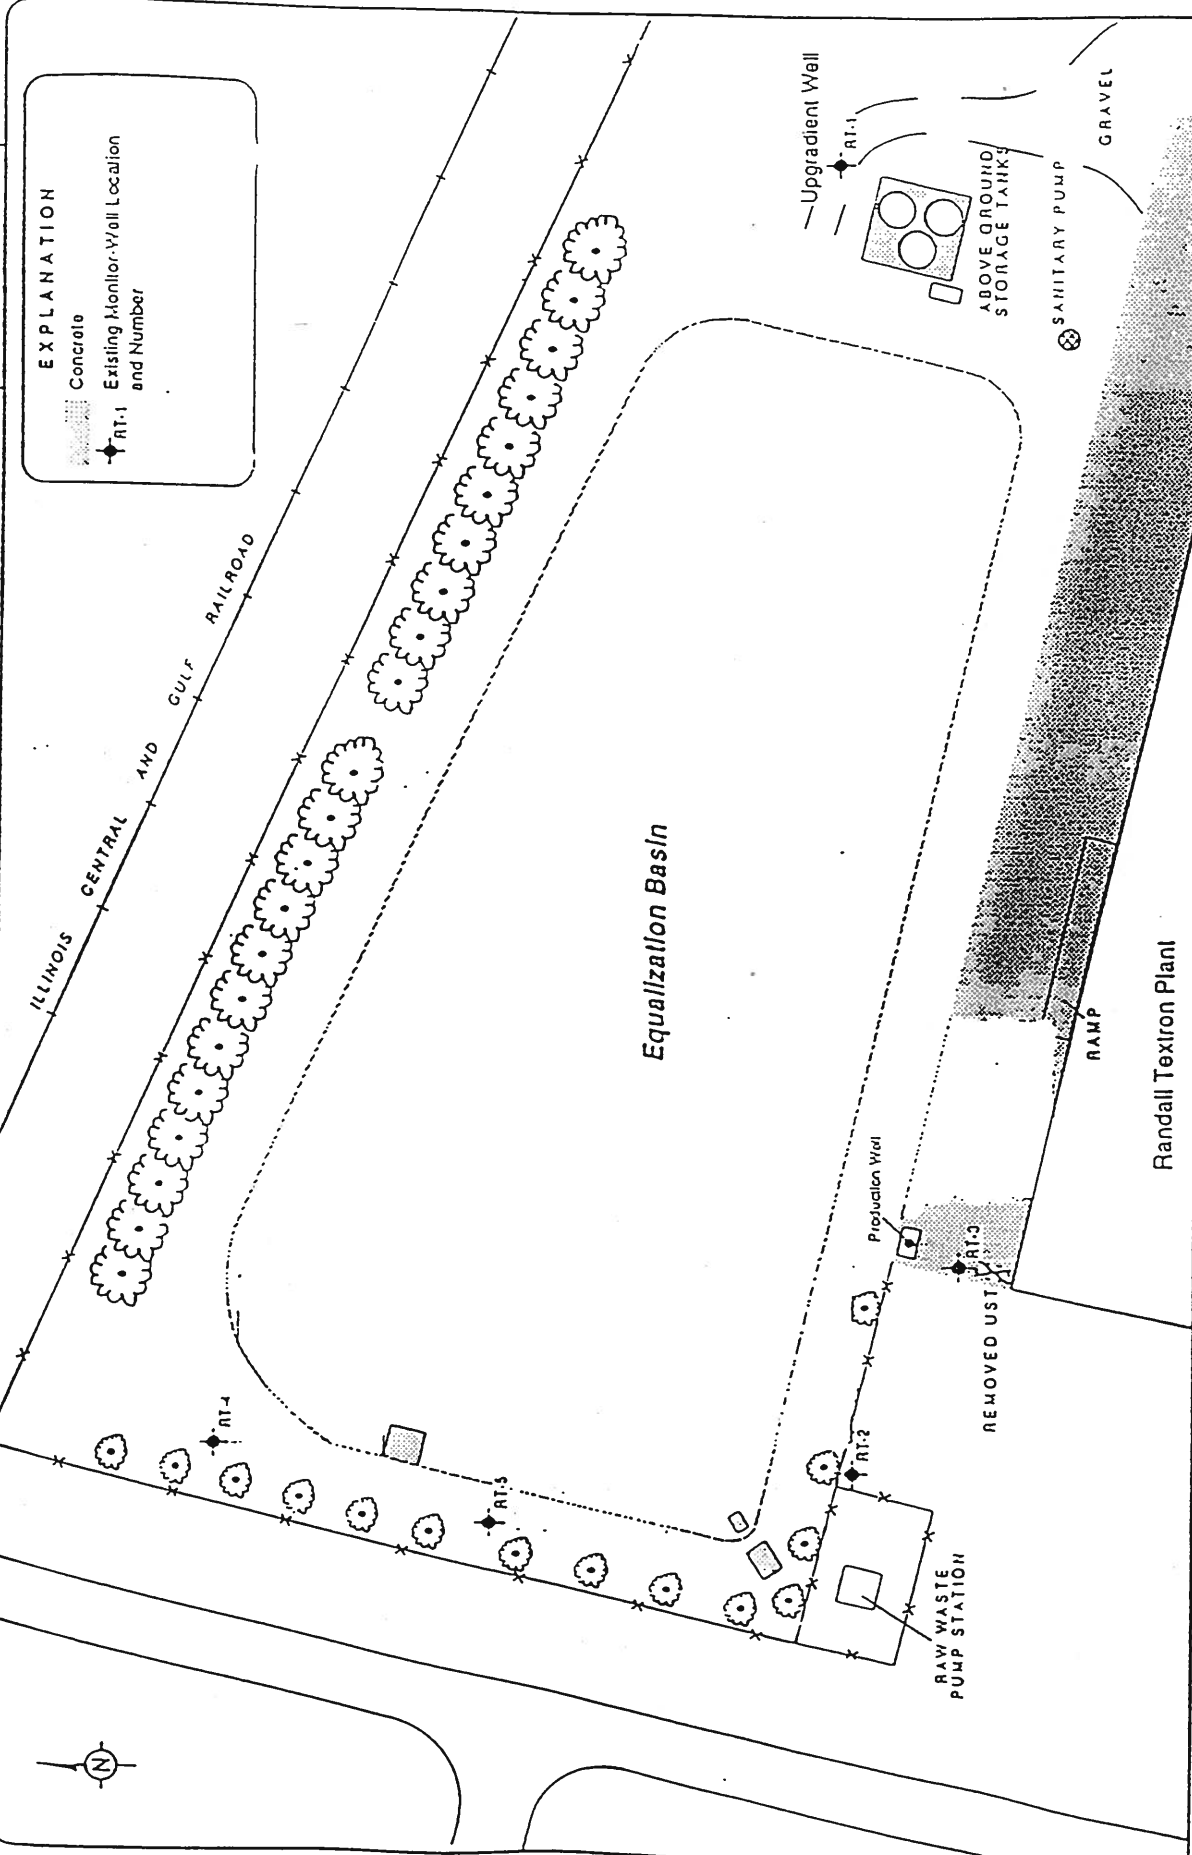 EXPLANATION
Concrete
RT-1
Existing Monitor-Well Location
and Number
ILLINOIS CENTRAL AND GULF RAILROAD
Upgradient Well
RT-1
GRAVEL
ABOVE GROUND
STORAGE TANKS
SANITARY PUMP
Equalization Basin
RAMP
Randall Textron Plant
Production Well
RT-3
REMOVED UST
RT-4
RT-5
RT-2
RAW WASTE
PUMP STATION
N